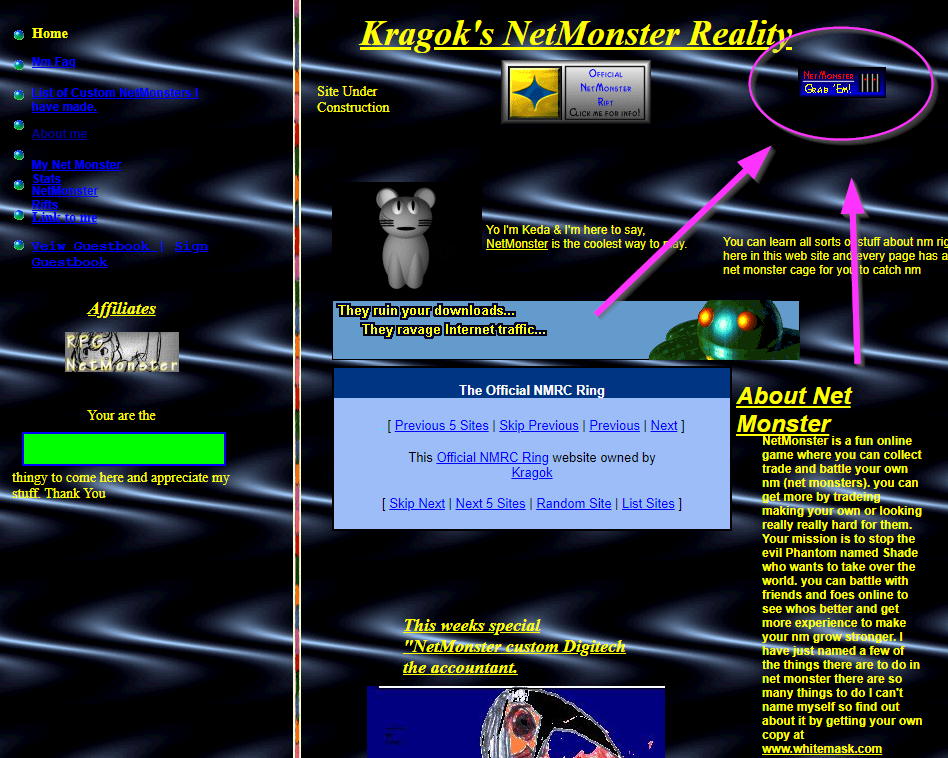 Home
Nm Faq
List of Custom NetMonsters I
have made.
About me
My Net Monster
Stats
NetMonster
Riffs
Link to me
Veiw Guestbook | Sign
Guestbook
Affiliates
RPG
NetMonster
Your are the
thingy to come here and appreciate my
stuff. Thank You
Kragok's NetMonster Reality
Site Under
Construction
Official
NetMonster
Rift
Click me for info!
NetMonster
Grab 'Em!
Yo I'm Keda & I'm here to say,
NetMonster is the coolest way to
You can learn all sorts of stuff about nm rig
here in this web site and every page has a
net monster cage for you to catch nm
They ruin your downloads...
They ravage Internet traffic...
The Official NMRC Ring
[ Previous 5 Sites | Skip Previous | Previous | Next ]
This Official NMRC Ring website owned by
Kragok
[ Skip Next | Next 5 Sites | Random Site | List Sites ]
This weeks special
"NetMonster custom Digitech
the accountant.
About Net
Monster
NetMonster is a fun online
game where you can collect
trade and battle your own
nm (net monsters). you can
get more by tradeing
making your own or looking
really really hard for them.
Your mission is to stop the
evil Phantom named Shade
who wants to take over the
world. you can battle with
friends and foes online to
see whos better and get
more experience to make
your nm grow stronger. I
have just named a few of
the things there are to do in
net monster there are so
many things to do I can't
name myself so find out
about it by getting your own
copy at
www.whitemask.com